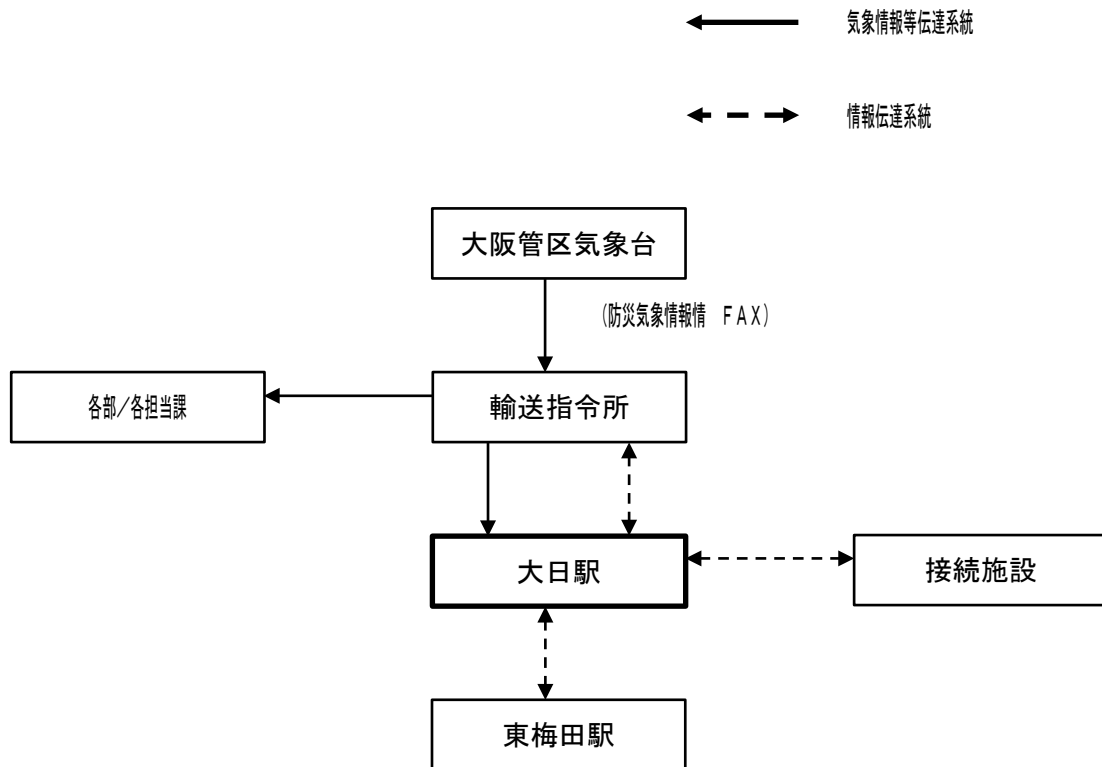 気象情報等伝達系統
情報伝達系統
大阪管区気象台
（防災気象情報情　ＦＡＸ）
各部／各担当課
輸送指令所
大日駅
接続施設
東梅田駅